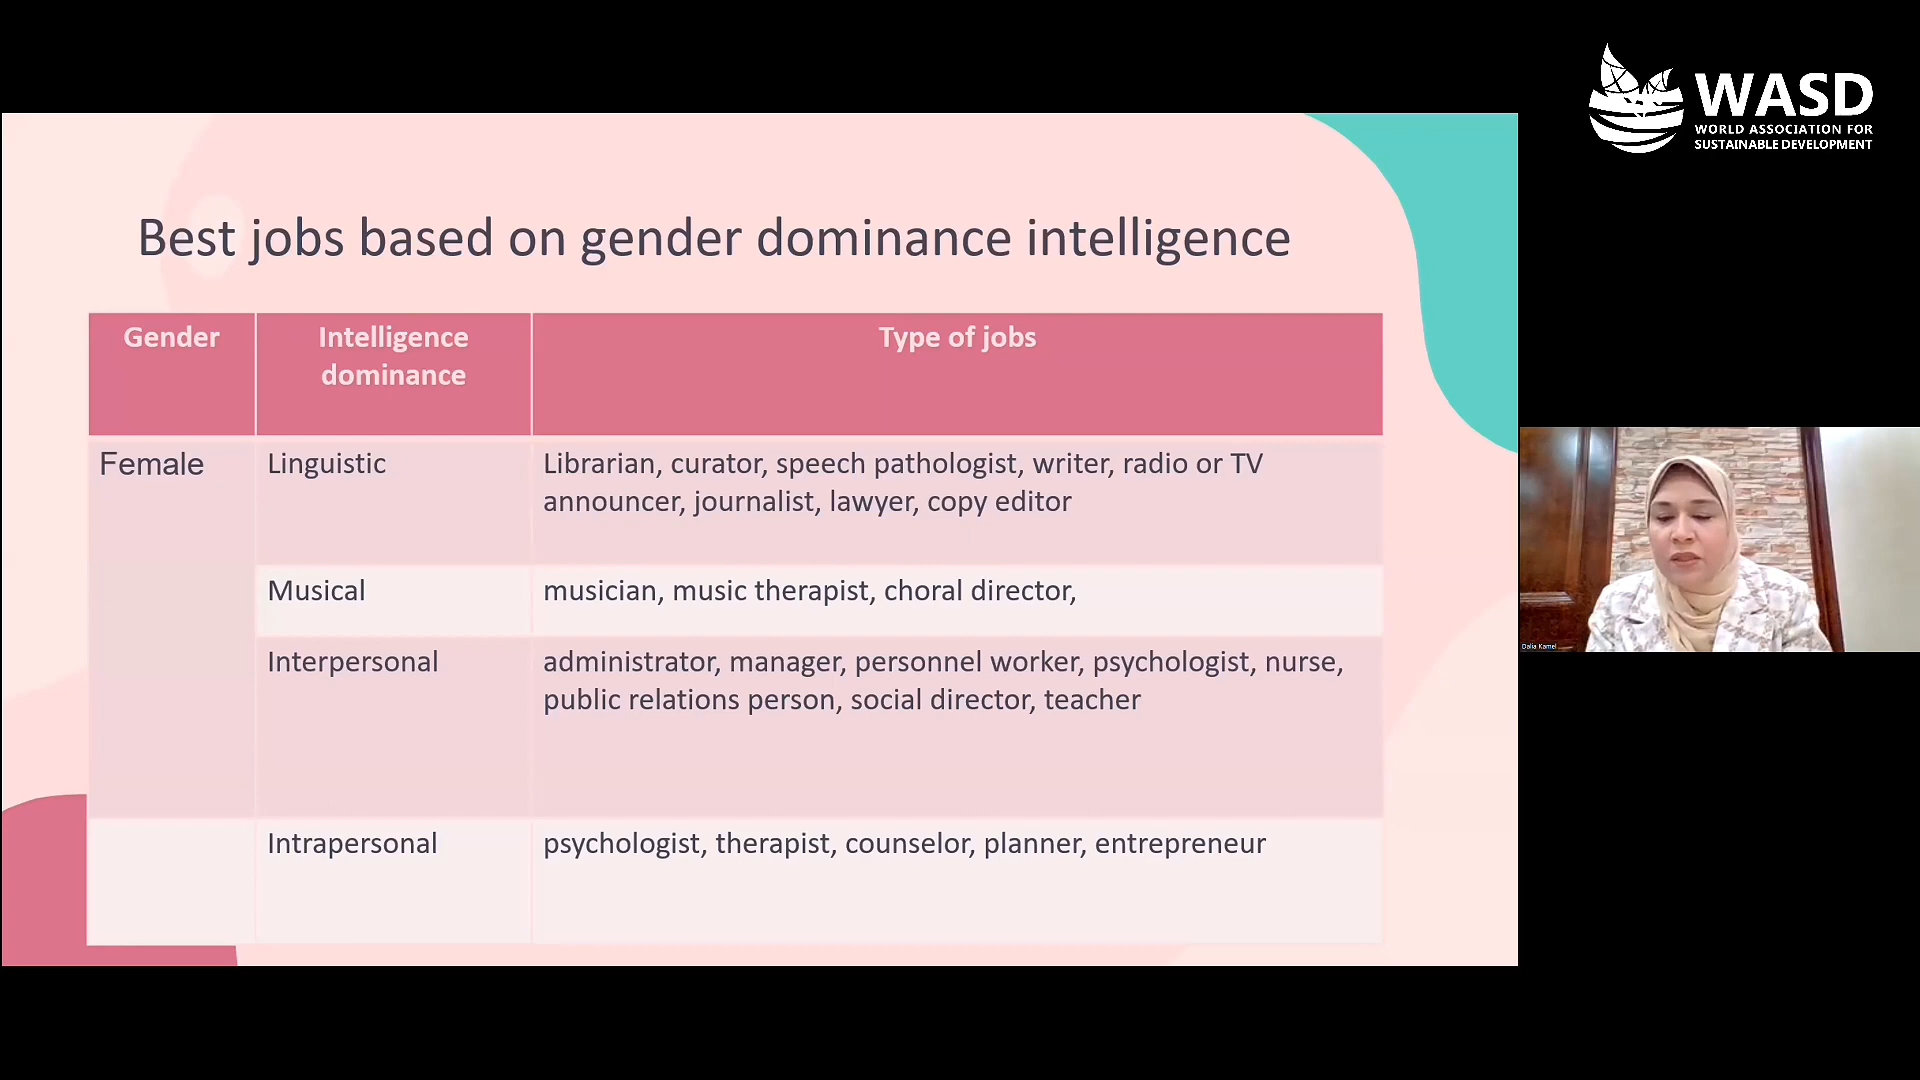 WASD
WORLD ASSOCIATION FOR
SUSTAINABLE DEVELOPMENT
Best jobs based on gender dominance intelligence
Gender
Intelligence
dominance
Type of jobs
Female
Linguistic
Librarian, curator, speech pathologist, writer, radio or TV
announcer, journalist, lawyer, copy editor
Musical
musician, music therapist, choral director,
Interpersonal
administrator, manager, personnel worker, psychologist, nurse,
public relations person, social director, teacher
Intrapersonal
psychologist, therapist, counselor, planner, entrepreneur
Dalia Kamel